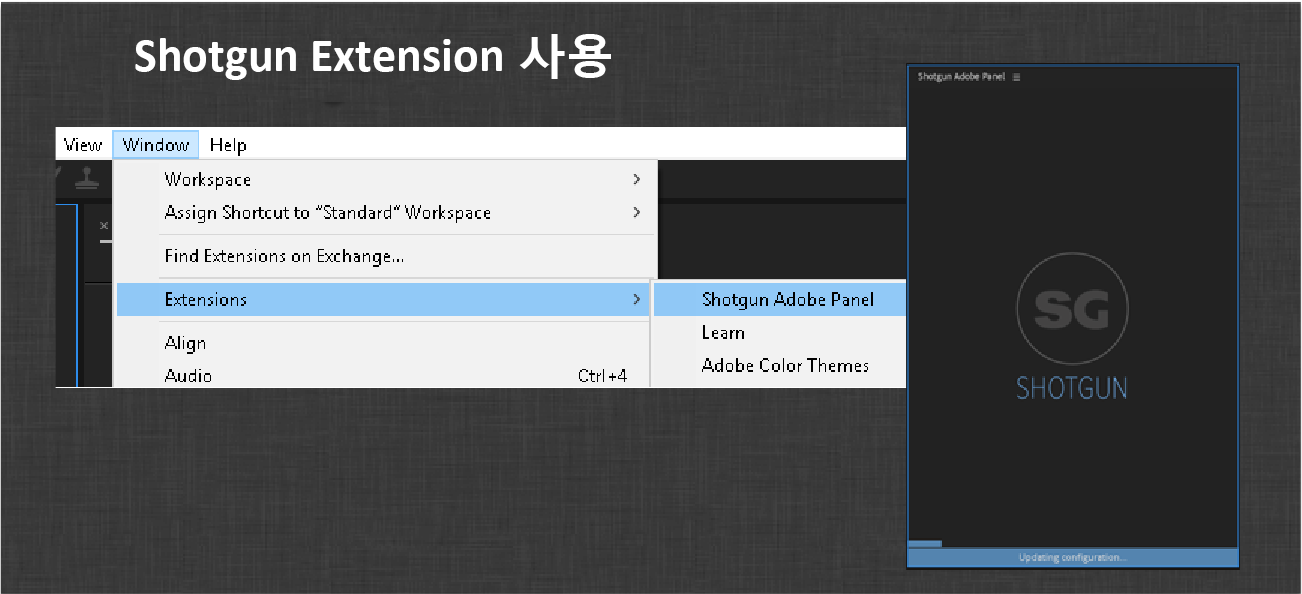 Shotgun Extension 사용
Shotgun Adobe Panel
View Window Help
Workspace
Assign Shortcut to “Standard“ Workspace
Find Extensions on Exchange...
Extensions
Shotgun Adobe Panel
Learn
Adobe Color Themes
Align
Audio Ctrl+4
SG
SHOTGUN
Updating configuration...